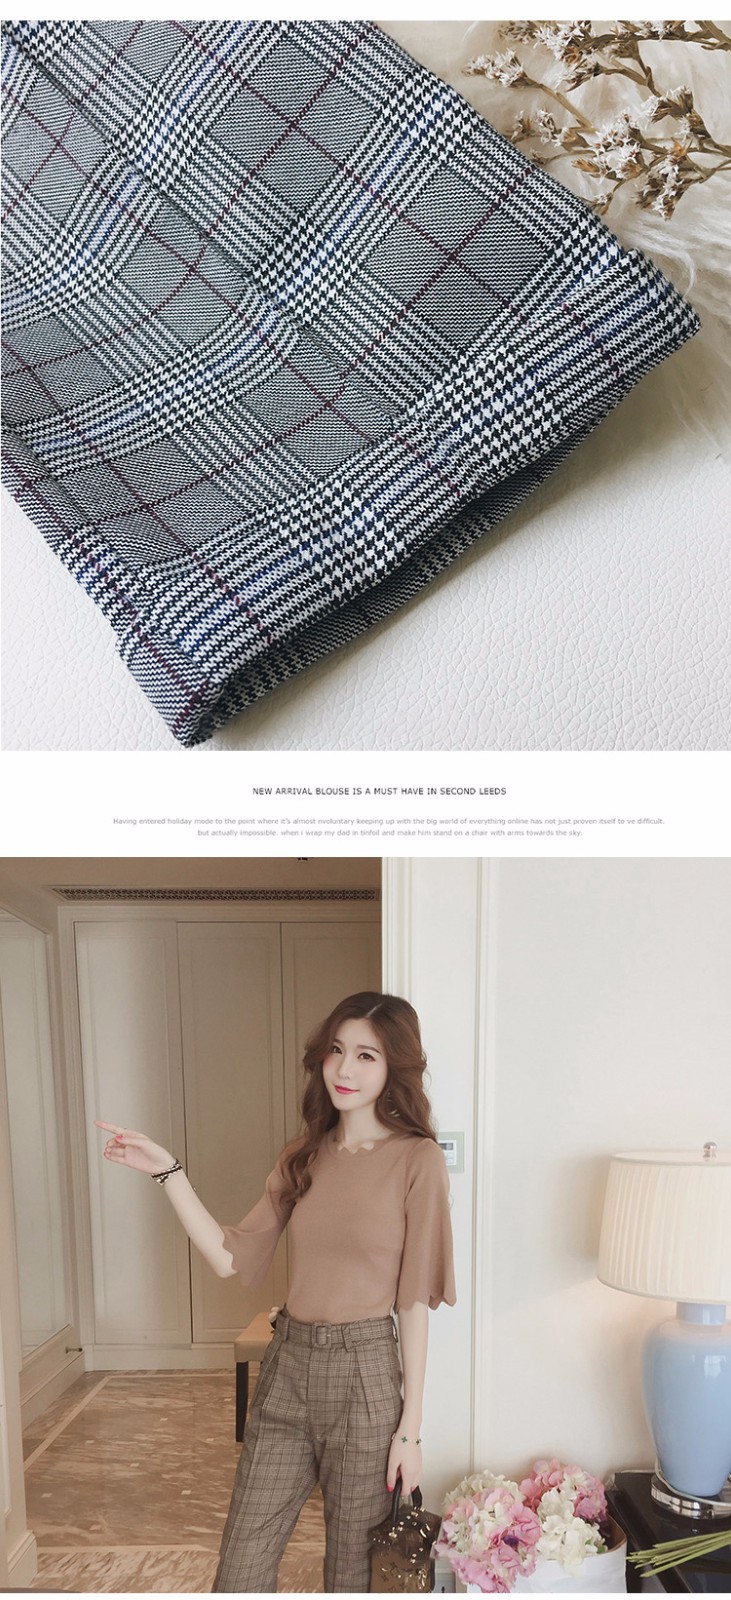 NEW ARRIVAL BLOUSE IS A MUST HAVE IN SECOND LEEDS
Having entered holiday mode to the point where it's almost nvoluntary keeping up with the big world of everything online has not just proven itself to ve difficult.
but actually impossible. when i wrap my dad in tinfoil and make him stand on a chair with arms towards the sky.